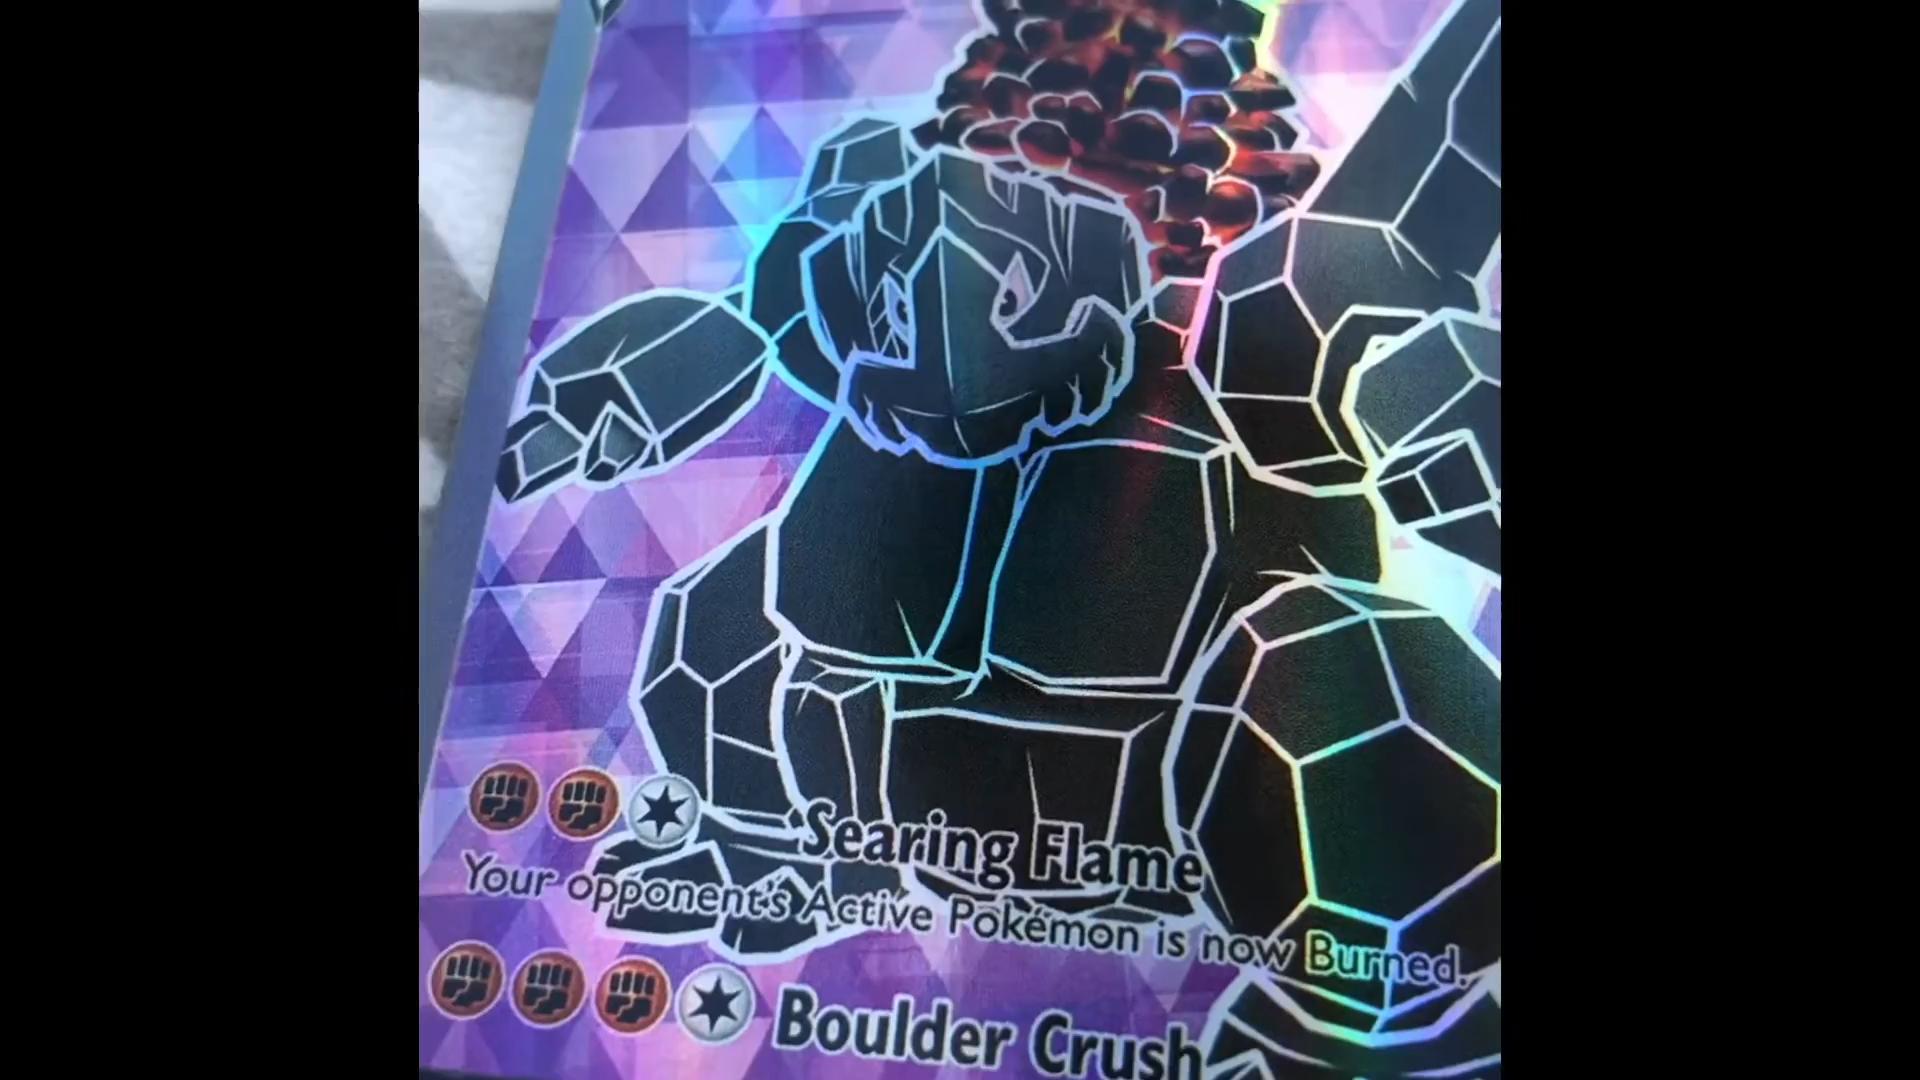 Searing Flame
Your opponent's Active Pokémon is now Burned.
Boulder Crush